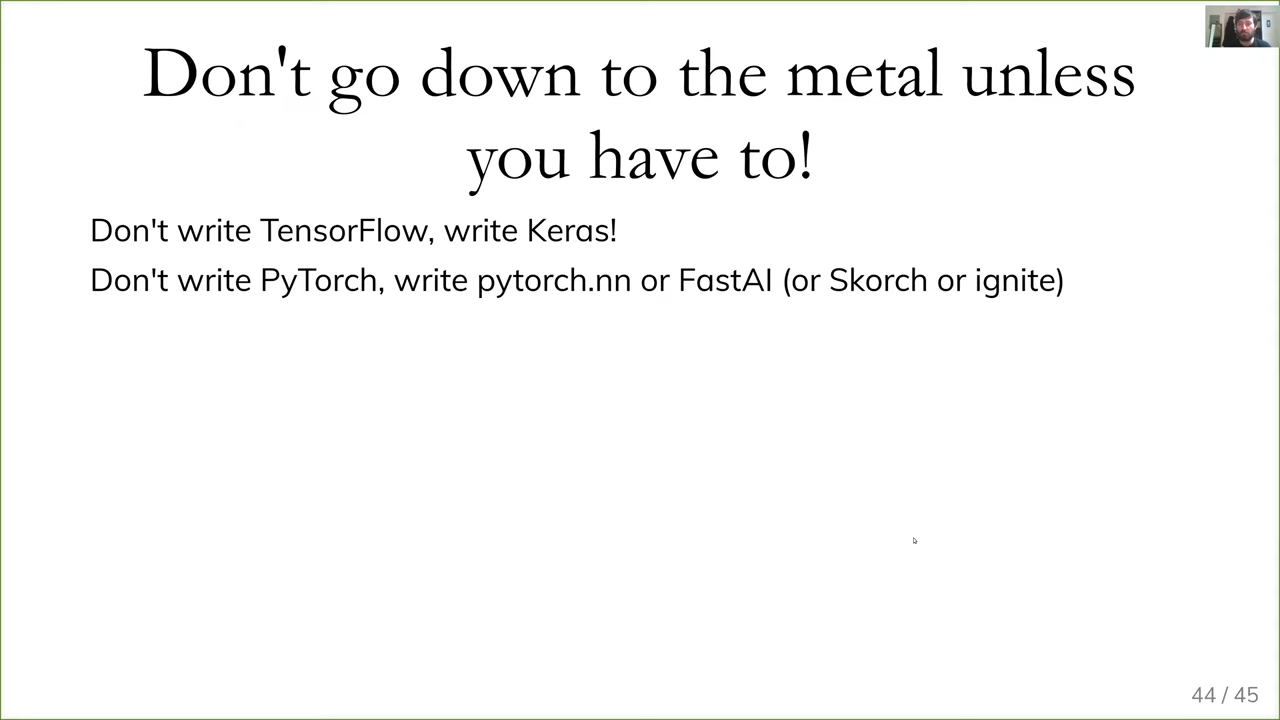 Don't go down to the metal unless
you have to!
Don't write TensorFlow, write Keras!
Don't write PyTorch, write pytorch.nn or FastAI (or Skorch or ignite)
44 / 45